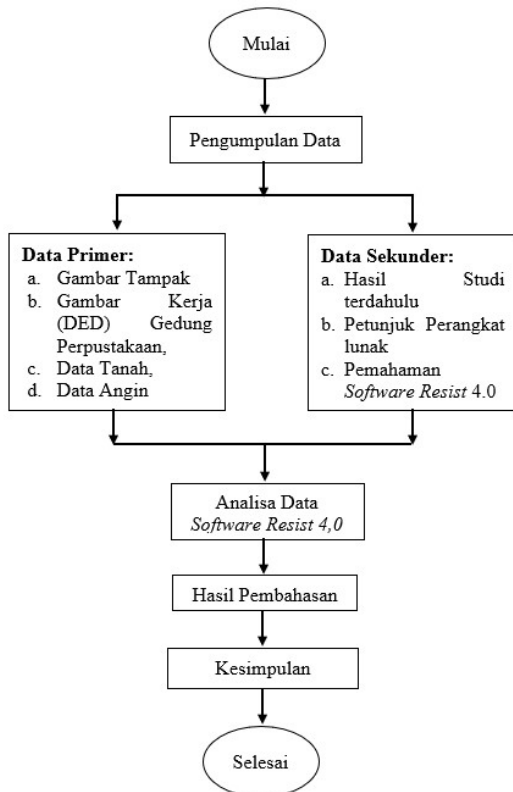 Mulai
Pengumpulan Data
Data Primer:
a. Gambar Tampak
b. Gambar Kerja
(DED) Gedung
Perpustakaan,
c. Data Tanah,
d. Data Angin
Data Sekunder:
a. Hasil Studi
terdahulu
b. Petunjuk Perangkat
lunak
c. Pemahaman
Software Resist 4.0
Analisa Data
Software Resist 4,0
Hasil Pembahasan
Kesimpulan
Selesai